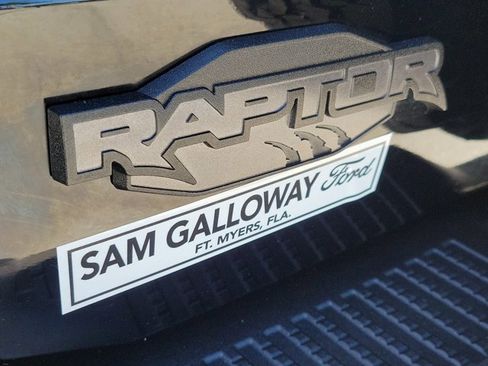 RAPTOR
SAM GALLOWAY Ford
FT. MYERS, FLA.